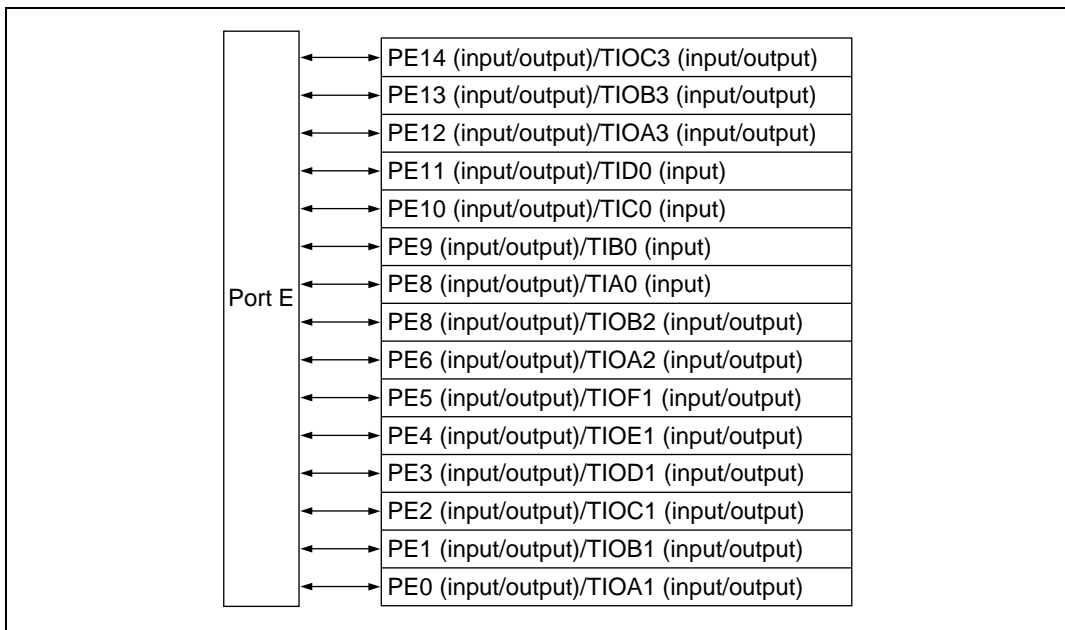 PE14 (input/output)/TIOC3 (input/output)
PE13 (input/output)/TIOB3 (input/output)
PE12 (input/output)/TIOA3 (input/output)
PE11 (input/output)/TID0 (input)
PE10 (input/output)/TIC0 (input)
PE9 (input/output)/TIB0 (input)
PE8 (input/output)/TIA0 (input)
Port E
PE8 (input/output)/TIOB2 (input/output)
PE6 (input/output)/TIOA2 (input/output)
PE5 (input/output)/TIOF1 (input/output)
PE4 (input/output)/TIOE1 (input/output)
PE3 (input/output)/TIOD1 (input/output)
PE2 (input/output)/TIOC1 (input/output)
PE1 (input/output)/TIOB1 (input/output)
PE0 (input/output)/TIOA1 (input/output)